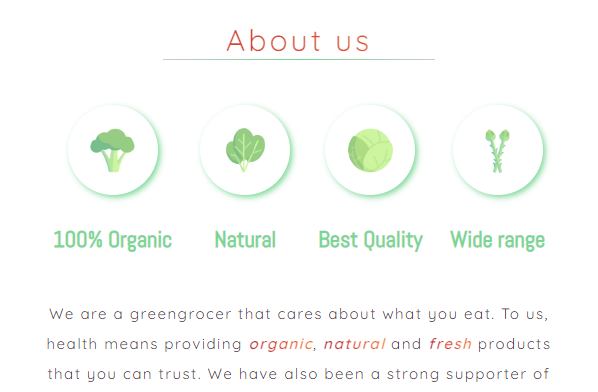 About us
100% Organic Natural Best Quality Wide range
We are a greengrocer that cares about what you eat. To us,
health means providing organic, natural and fresh products
that you can trust. We have also been a strong supporter of